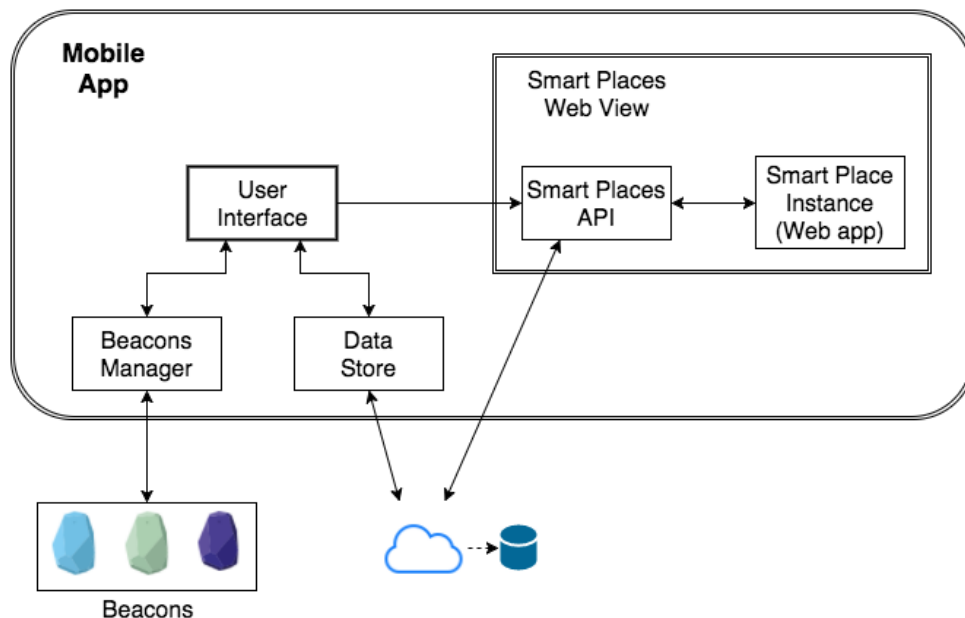 Mobile
App
Smart Places
Web View
User
Interface
Smart Places
API
Smart Place
Instance
(Web app)
Beacons
Manager
Data
Store
Beacons